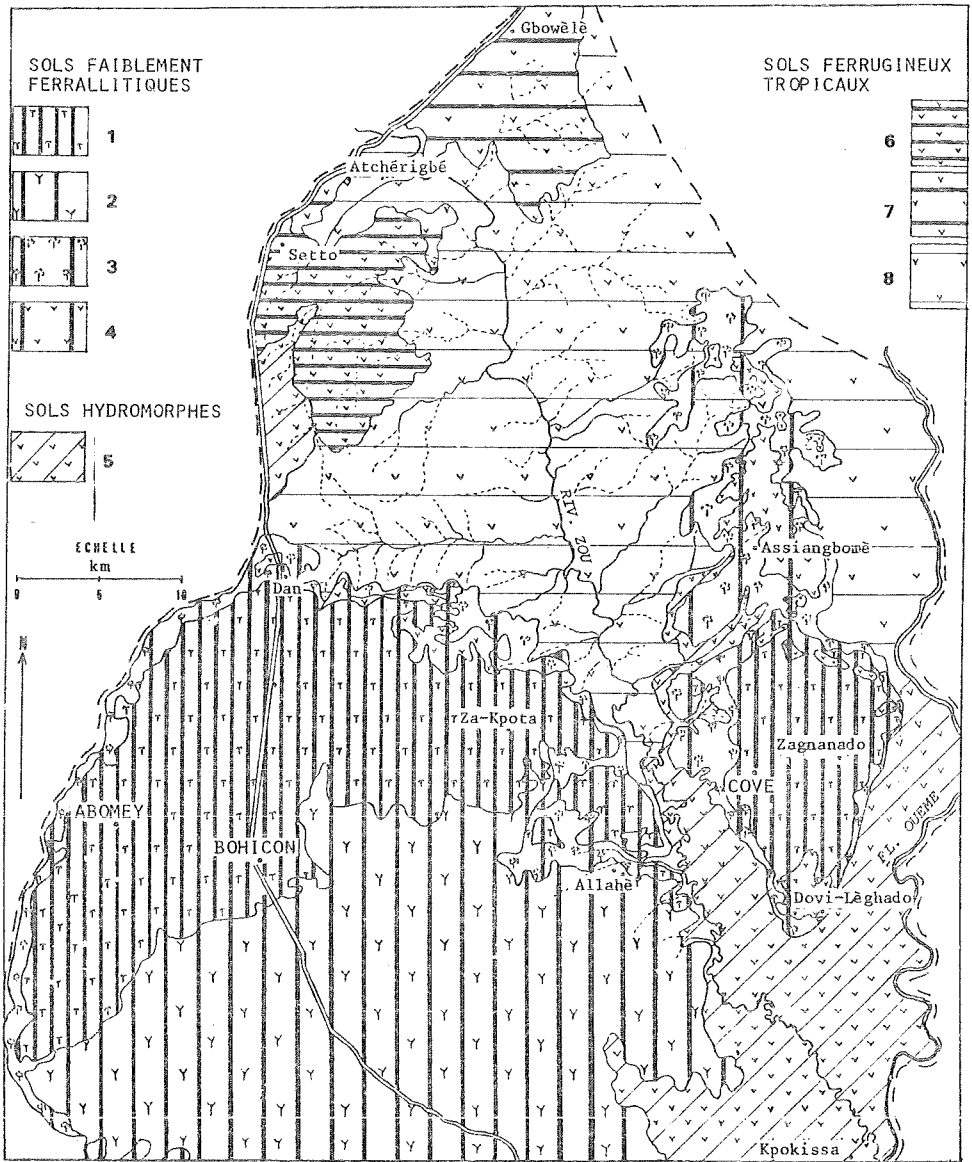 SOLS FAIBLEMENT
FERRALLITIQUES
1
2
3
4
SOLS HYDROMORPHES
5
ECHELLE
km
0 5 10
N
SOLS FERRUGINEUX
TROPICAUX
6
7
8
Gbowèlè
Atchérigbé
Setto
RIV. ZOU
Assiangbomè
Dan
Za-Kpota
Zagnanado
COVE
ABOMEY
BOHICON
FL. OUEME
Allahè
Dovi-Lèghado
Kpokissa